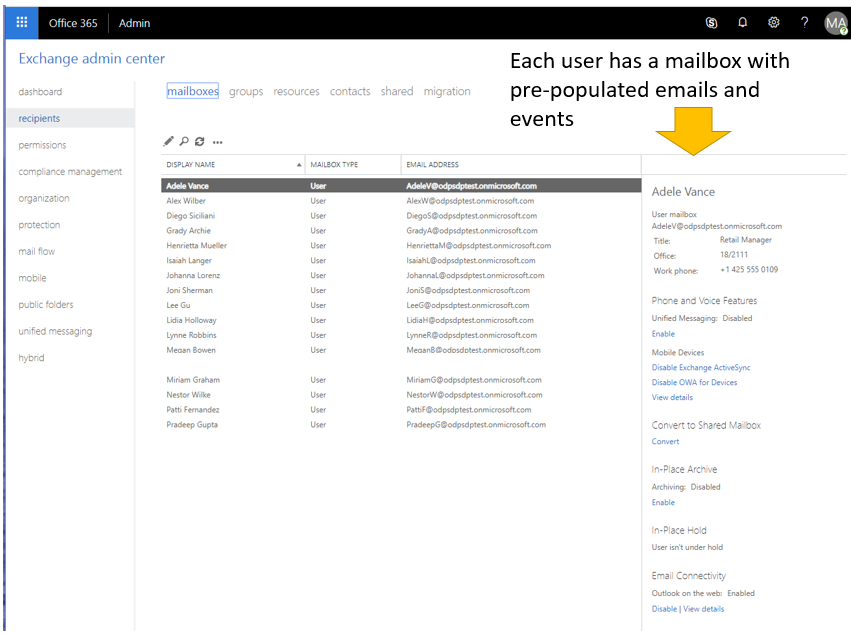 Office 365 Admin
MA
Exchange admin center
Each user has a mailbox with
pre-populated emails and
events
dashboard
recipients
permissions
compliance management
organization
protection
mail flow
mobile
public folders
unified messaging
hybrid
mailboxes groups resources contacts shared migration
DISPLAY NAME MAILBOX TYPE EMAIL ADDRESS
Adele Vance User AdeleV@odpsdptest.onmicrosoft.com
Alex Wilber User AlexW@odpsdptest.onmicrosoft.com
Diego Siciliani User DiegoS@odpsdptest.onmicrosoft.com
Grady Archie User GradyA@odpsdptest.onmicrosoft.com
Henrietta Mueller User HenriettaM@odpsdptest.onmicrosoft.com
Isaiah Langer User IsaiahL@odpsdptest.onmicrosoft.com
Johanna Lorenz User JohannaL@odpsdptest.onmicrosoft.com
Joni Sherman User JoniS@odpsdptest.onmicrosoft.com
Lee Gu User LeeG@odpsdptest.onmicrosoft.com
Lidia Holloway User LidiaH@odpsdptest.onmicrosoft.com
Lynne Robbins User LynneR@odpsdptest.onmicrosoft.com
Megan Bowen User MeganB@odpsdptest.onmicrosoft.com
Miriam Graham User MiriamG@odpsdptest.onmicrosoft.com
Nestor Wilke User NestorW@odpsdptest.onmicrosoft.com
Patti Fernandez User PattiF@odpsdptest.onmicrosoft.com
Pradeep Gupta User PradeepG@odpsdptest.onmicrosoft.com
Adele Vance
User mailbox
AdeleV@odpsdptest.onmicrosoft.com
Title: Retail Manager
Office: 18/2111
Work phone: +1 425 555 0109
Phone and Voice Features
Unified Messaging: Disabled
Enable
Mobile Devices
Disable Exchange ActiveSync
Disable OWA for Devices
View details
Convert to Shared Mailbox
Convert
In-Place Archive
Archiving: Disabled
Enable
In-Place Hold
User isn't under hold
Email Connectivity
Outlook on the web: Enabled
Disable | View details